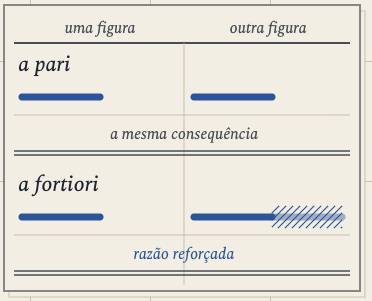 uma figura outra figura
a pari
a mesma consequência
a fortiori
razão reforçada